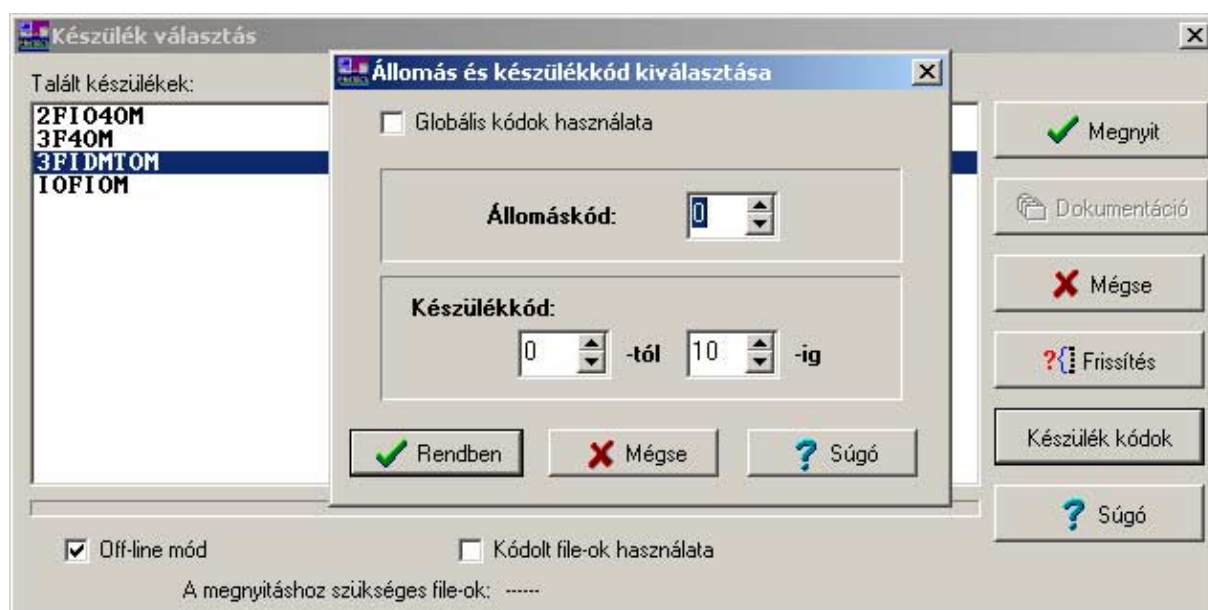 Készülék választás
Talált készülékek:
2FIO4OM
3F4OM
3FIDMTOM
IOFIOM
Állomás és készülékkód kiválasztása
Globális kódok használata
Állomáskód: 0
Készülékkód:
0 -tól 10 -ig
Rendben Mégse Súgó
Megnyit
Dokumentáció
Mégse
Frissítés
Készülék kódok
Súgó
Off-line mód Kódolt file-ok használata
A megnyitáshoz szükséges file-ok: ------